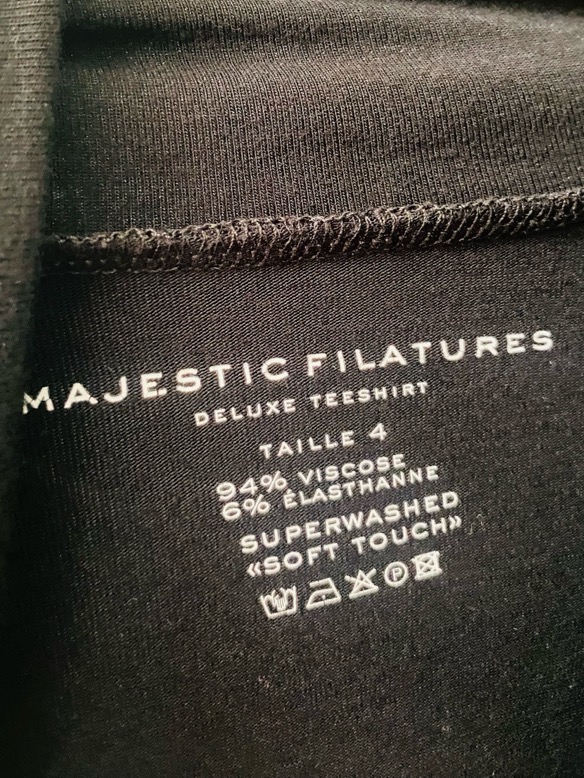 MAJESTIC FILATURES
DELUXE TEESHIRT
TAILLE 4
94% VISCOSE
6% ÉLASTHANNE
SUPERWASHED
«SOFT TOUCH»
P